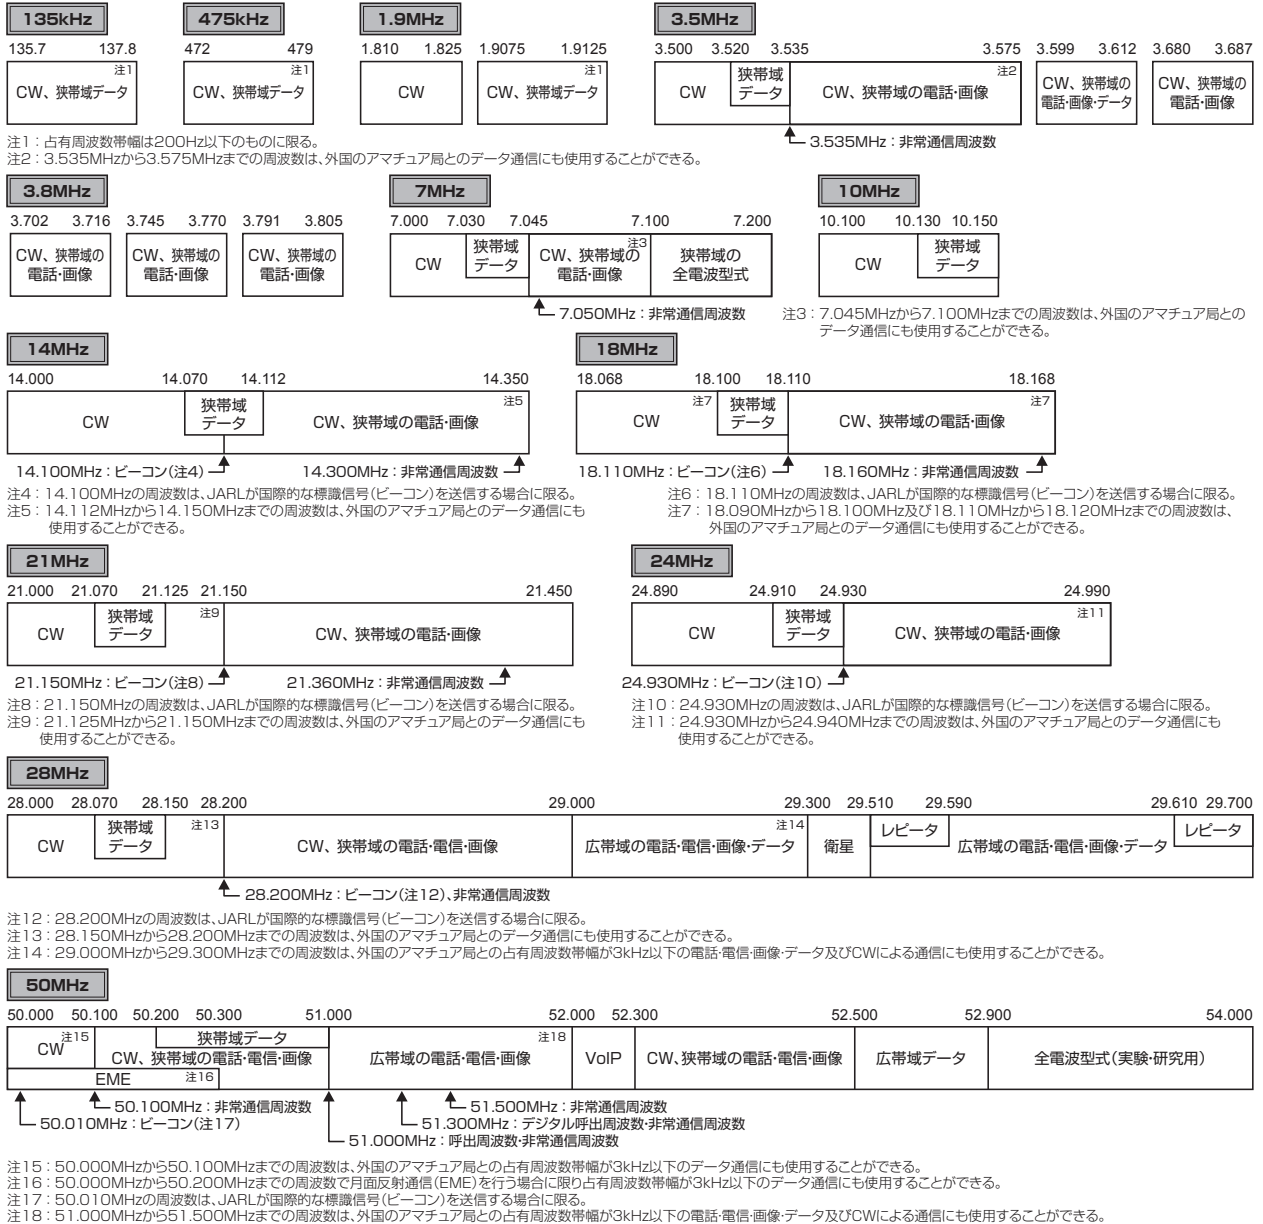 135kHz 475kHz 1.9MHz 3.5MHz
135.7 137.8 472 479 1.810 1.825 1.9075 1.9125 3.500 3.520 3.535 3.575 3.599 3.612 3.680 3.687
注1 CW、狭帯域データ
注1 CW、狭帯域データ
CW
注1 CW、狭帯域データ
CW
狭帯域
データ
注2 CW、狭帯域の電話・画像
CW、狭帯域の
電話・画像・データ
CW、狭帯域の
電話・画像
3.535MHz：非常通信周波数
注1：占有周波数帯幅は200Hz以下のものに限る。
注2：3.535MHzから3.575MHzまでの周波数は、外国のアマチュア局とのデータ通信にも使用することができる。
3.8MHz 7MHz 10MHz
3.702 3.716 3.745 3.770 3.791 3.805 7.000 7.030 7.045 7.100 7.200 10.100 10.130 10.150
CW、狭帯域の
電話・画像
CW、狭帯域の
電話・画像
CW、狭帯域の
電話・画像
CW
狭帯域
データ
注3
CW、狭帯域の
電話・画像
狭帯域の
全電波型式
CW
狭帯域
データ
7.050MHz：非常通信周波数
注3：7.045MHzから7.100MHzまでの周波数は、外国のアマチュア局との
データ通信にも使用することができる。
14MHz 18MHz
14.000 14.070 14.112 14.350 18.068 18.100 18.110 18.168
CW
狭帯域
データ
注5
CW、狭帯域の電話・画像
注7
CW
狭帯域
データ
注7
CW、狭帯域の電話・画像
14.100MHz：ビーコン(注4) 14.300MHz：非常通信周波数 18.110MHz：ビーコン(注6) 18.160MHz：非常通信周波数
注4：14.100MHzの周波数は、JARLが国際的な標識信号(ビーコン)を送信する場合に限る。
注5：14.112MHzから14.150MHzまでの周波数は、外国のアマチュア局とのデータ通信にも
使用することができる。
注6：18.110MHzの周波数は、JARLが国際的な標識信号(ビーコン)を送信する場合に限る。
注7：18.090MHzから18.100MHz及び18.110MHzから18.120MHzまでの周波数は、
外国のアマチュア局とのデータ通信にも使用することができる。
21MHz 24MHz
21.000 21.070 21.125 21.150 21.450 24.890 24.910 24.930 24.990
CW
狭帯域
データ
注9
CW、狭帯域の電話・画像
CW
狭帯域
データ
注11
CW、狭帯域の電話・画像
21.150MHz：ビーコン(注8) 21.360MHz：非常通信周波数 24.930MHz：ビーコン(注10)
注8：21.150MHzの周波数は、JARLが国際的な標識信号(ビーコン)を送信する場合に限る。
注9：21.125MHzから21.150MHzまでの周波数は、外国のアマチュア局とのデータ通信にも
使用することができる。
注10：24.930MHzの周波数は、JARLが国際的な標識信号(ビーコン)を送信する場合に限る。
注11：24.930MHzから24.940MHzまでの周波数は、外国のアマチュア局とのデータ通信にも
使用することができる。
28MHz
28.000 28.070 28.150 28.200 29.000 29.300 29.510 29.590 29.610 29.700
CW
狭帯域
データ
注13
CW、狭帯域の電話・電信・画像
注14
広帯域の電話・電信・画像・データ
衛星
レピータ
広帯域の電話・電信・画像・データ
レピータ
28.200MHz：ビーコン(注12)、非常通信周波数
注12：28.200MHzの周波数は、JARLが国際的な標識信号(ビーコン)を送信する場合に限る。
注13：28.150MHzから28.200MHzまでの周波数は、外国のアマチュア局とのデータ通信にも使用することができる。
注14：29.000MHzから29.300MHzまでの周波数は、外国のアマチュア局との占有周波数帯幅が3kHz以下の電話・電信・画像・データ及びCWによる通信にも使用することができる。
50MHz
50.000 50.100 50.200 50.300 51.000 52.000 52.300 52.500 52.900 54.000
CW 注15
狭帯域データ
CW、狭帯域の電話・電信・画像
EME 注16
注18
広帯域の電話・電信・画像
VoIP
CW、狭帯域の電話・電信・画像
広帯域データ
全電波型式(実験・研究用)
50.100MHz：非常通信周波数 51.500MHz：非常通信周波数
50.010MHz：ビーコン(注17) 51.300MHz：デジタル呼出周波数・非常通信周波数
51.000MHz：呼出周波数・非常通信周波数
注15：50.000MHzから50.100MHzまでの周波数は、外国のアマチュア局との占有周波数帯幅が3kHz以下のデータ通信にも使用することができる。
注16：50.000MHzから50.200MHzまでの周波数で月面反射通信(EME)を行う場合に限り占有周波数帯幅が3kHz以下のデータ通信にも使用することができる。
注17：50.010MHzの周波数は、JARLが国際的な標識信号(ビーコン)を送信する場合に限る。
注18：51.000MHzから51.500MHzまでの周波数は、外国のアマチュア局との占有周波数帯幅が3kHz以下の電話・電信・画像・データ及びCWによる通信にも使用することができる。